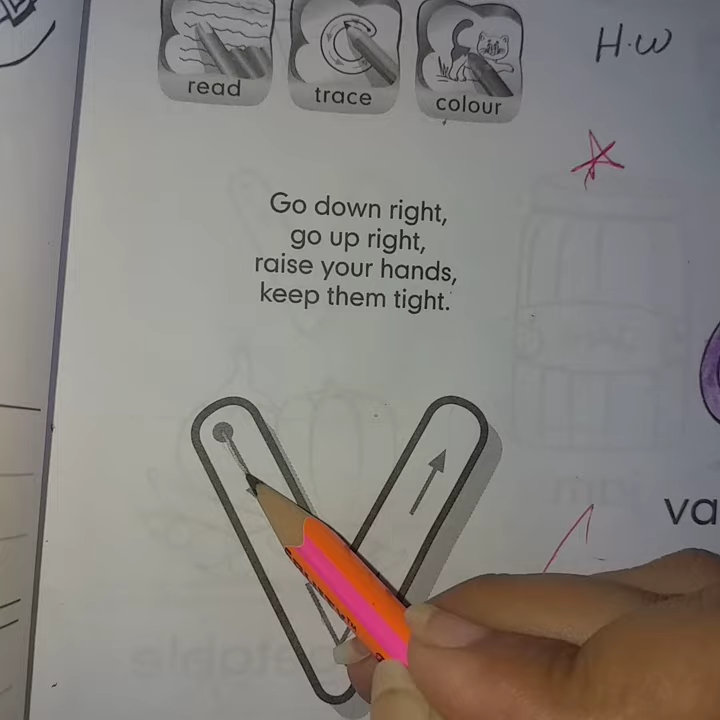 H.W
read
trace
colour
Go down right,
go up right,
raise your hands,
keep them tight.
va